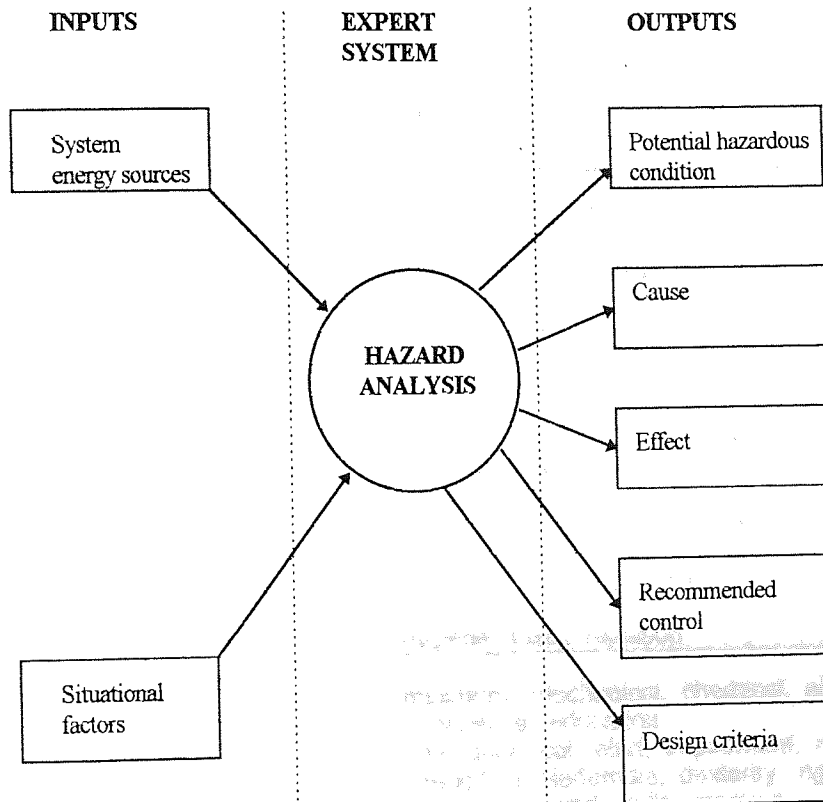 INPUTS
EXPERT
SYSTEM
OUTPUTS
System
energy sources
Potential hazardous
condition
Cause
HAZARD
ANALYSIS
Effect
Recommended
control
Situational
factors
Design criteria